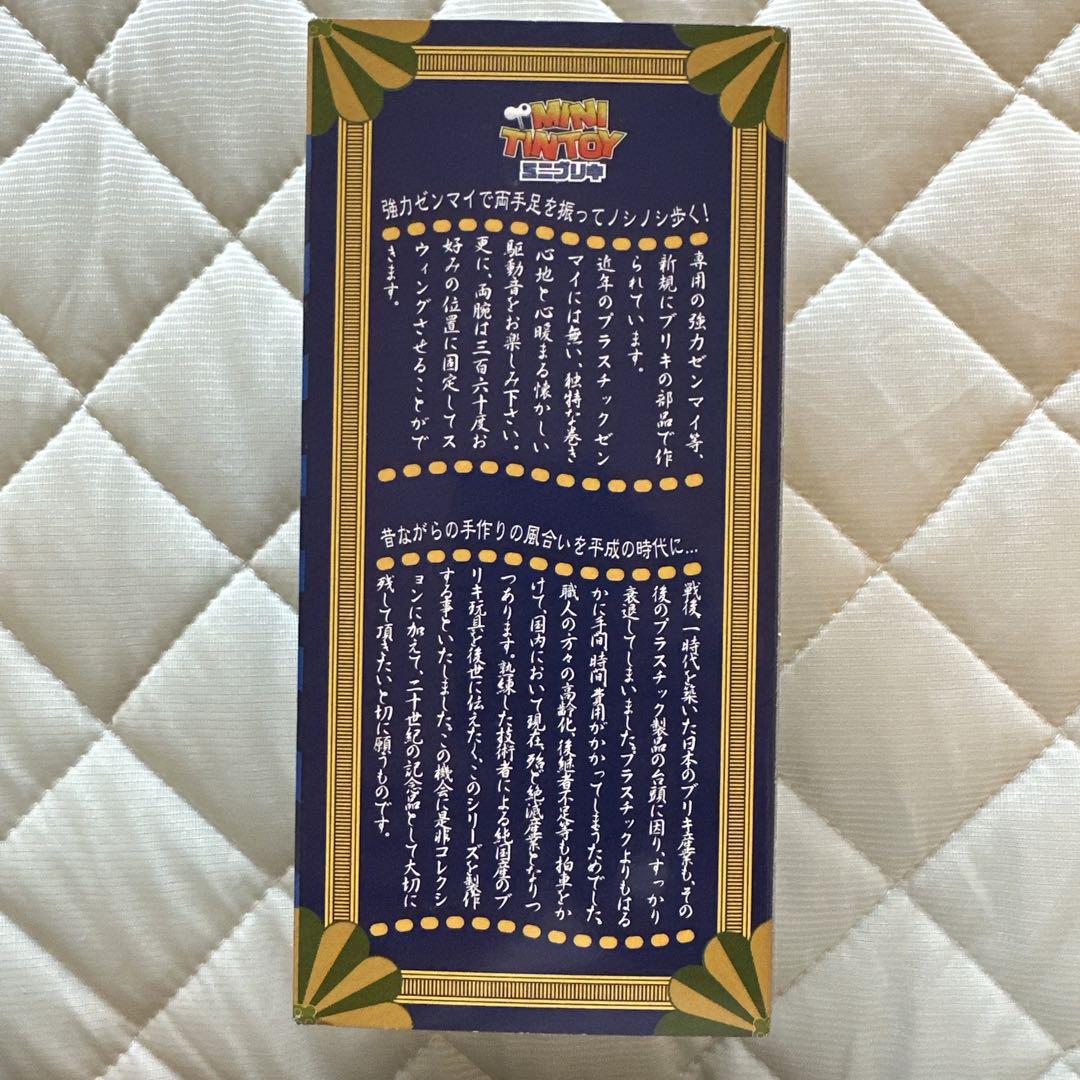 MINI
TINTOY
ミニブリキ
強力ゼンマイで両手足を振ってノシノシ歩く!
専用の強力ゼンマイ等、
新規にブリキの部品で作
られています。
近年のプラスチックゼン
マイには無い、独特な巻き
心地と心暖まる懐かしい
駆動音をお楽しみ下さい。
更に、両腕は三百六十度お
好みの位置に固定してス
ウィングさせることがで
きます。
昔ながらの手作りの風合いを平成の時代に...
戦後、一時代を築いた日本のブリキ産業も、その
後のプラスチック製品の台頭に因り、すっかり
衰退してしまいました。プラスチックよりもはる
かに手間、時間、費用がかかってしまうためでした。
職人の方々の高齢化、後継者不足等も拍車をか
けて、国内において現在、殆ど絶滅産業となりつ
つあります。熟練した技術者による純国産のブ
リキ玩具を後世に伝えたく、このシリーズを製作
する事といたしました。この機会に是非コレクシ
ョンに加えて、二十世紀の記念品として大切に
残して頂きたいと切に願うものです。